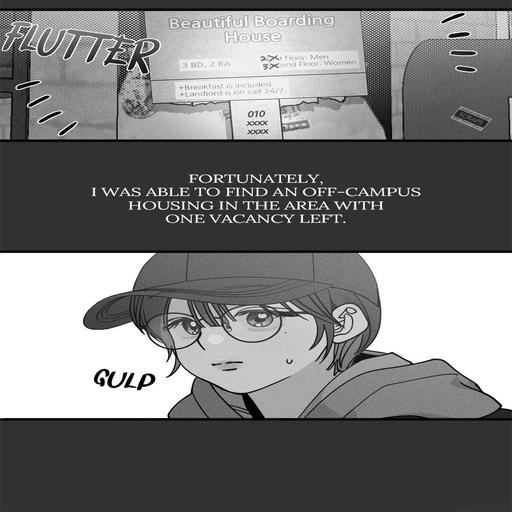 FLUTTER
Beautiful Boarding
House
3 BD, 2 BA
Floor: Men
ond Floor: Women
+Breakfast is included.
+Landlord is on call 24/7.
010
xxxx
xxxx
FORTUNATELY,
I WAS ABLE TO FIND AN OFF-CAMPUS
HOUSING IN THE AREA WITH
ONE VACANCY LEFT.
GULP